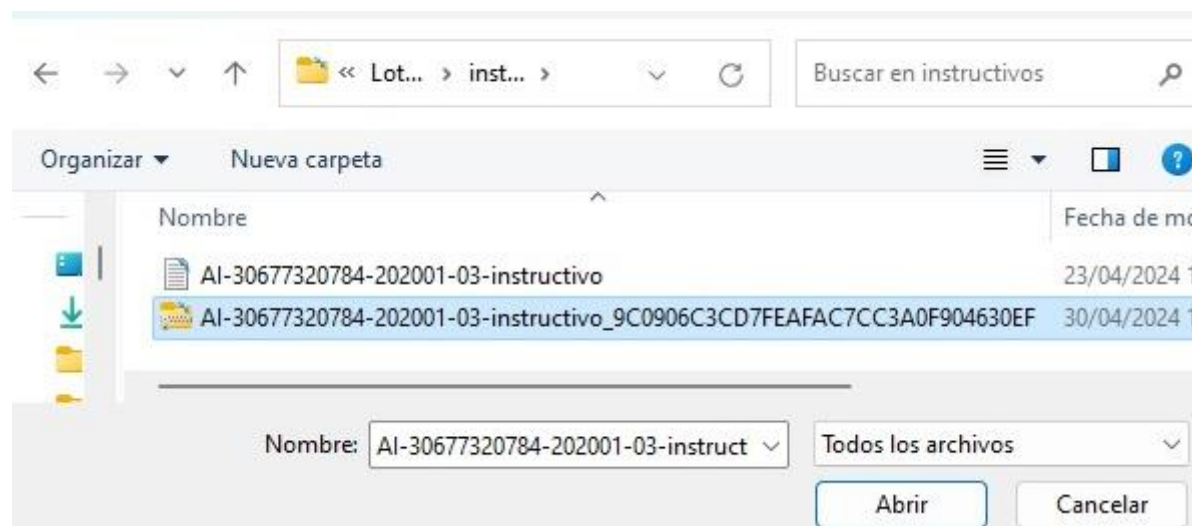 « Lot... › inst... ›
Buscar en instructivos
Organizar
Nueva carpeta
?
Nombre
Fecha de mo
AI-30677320784-202001-03-instructivo
23/04/2024 1
AI-30677320784-202001-03-instructivo_9C0906C3CD7FEAFAC7CC3A0F904630EF
30/04/2024 1
Nombre:
AI-30677320784-202001-03-instruct
Todos los archivos
Abrir
Cancelar